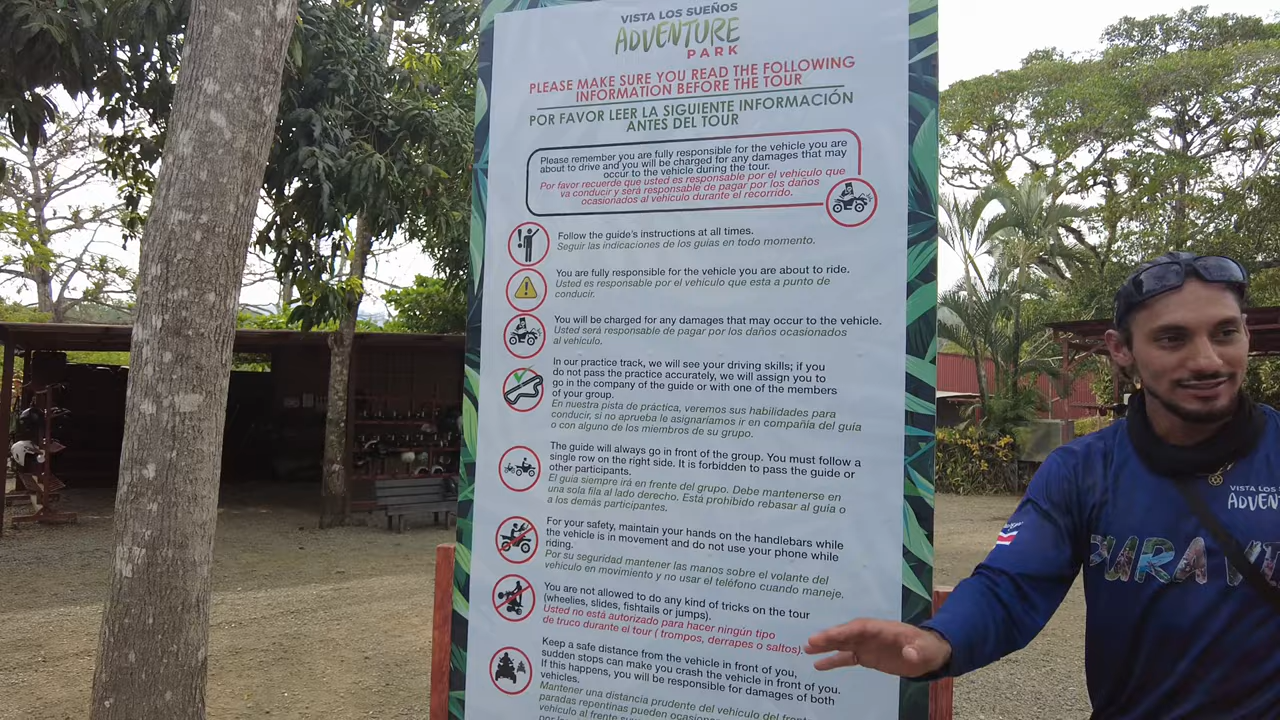 VISTA LOS SUEÑOS
ADVENTURE
PARK
PLEASE MAKE SURE YOU READ THE FOLLOWING
INFORMATION BEFORE THE TOUR
POR FAVOR LEER LA SIGUIENTE INFORMACIÓN
ANTES DEL TOUR
Please remember you are fully responsible for the vehicle you are
about to drive and you will be charged for any damages that may
occur to the vehicle during the tour.
Por favor recuerde que usted es responsable por el vehiculo que
va conducir y será responsable de pagar por los daños
ocasionados al vehículo durante el recorrido.
Follow the guide's instructions at all times.
Seguir las indicaciones de los guias en todo momento.
You are fully responsible for the vehicle you are about to ride.
Usted es responsable por el vehiculo que esta a punto de
conducir.
You will be charged for any damages that may occur to the vehicle.
Usted será responsable de pagar por los daños ocasionados
al vehículo.
In our practice track, we will see your driving skills; if you
do not pass the practice accurately, we will assign you to
go in the company of the guide or with one of the members
of your group.
En nuestra pista de práctica, veremos sus habilidades para
conducir, si no aprueba le asignaríamos ir en compañía del guía
o con alguno de los miembros de su grupo.
The guide will always go in front of the group. You must follow a
single row on the right side. It is forbidden to pass the guide or
other participants.
El guía siempre irá en frente del grupo. Debe mantenerse en
una sola fila al lado derecho. Está prohibido rebasar al guía o
a los demás participantes.
For your safety, maintain your hands on the handlebars while
the vehicle is in movement and do not use your phone while
riding.
Por su seguridad mantener las manos sobre el volante del
vehículo en movimiento y no usar el teléfono cuando maneje.
You are not allowed to do any kind of tricks on the tour
(wheelies, slides, fishtails or jumps).
Usted no está autorizado para hacer ningún tipo
de truco durante el tour ( trompos, derrapes o saltos).
Keep a safe distance from the vehicle in front of you,
sudden stops can make you crash the vehicle in front of you.
If this happens, you will be responsible for damages of both
vehicles.
Mantener una distancia prudente del vehículo del frente
paradas repentinas pueden
vehículo al frente
VISTA LOS
ADVEN
PURA VI